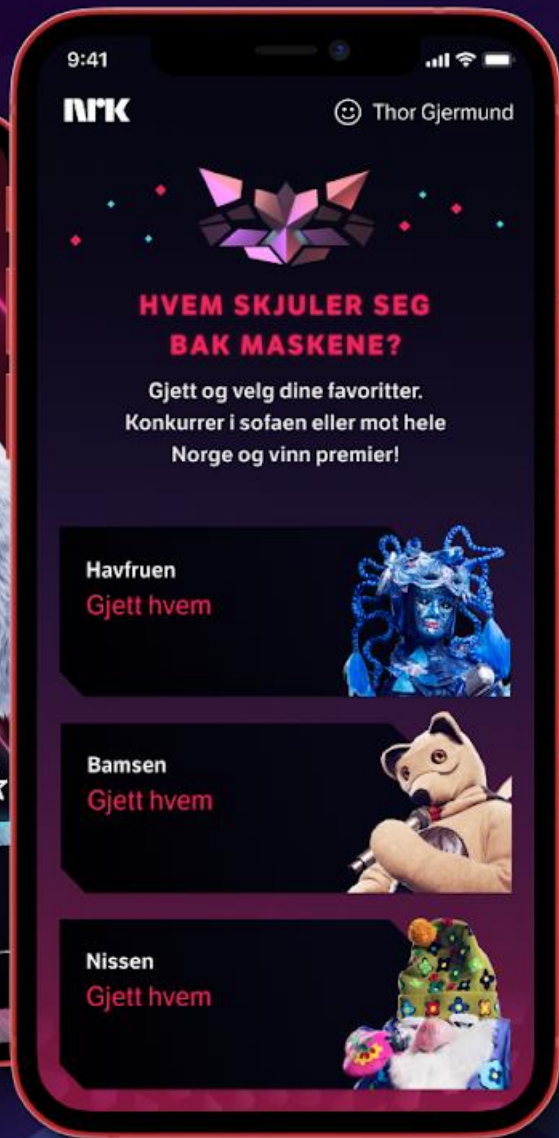 9:41
NRK
Thor Gjermund
HVEM SKJULER SEG
BAK MASKENE?
Gjett og velg dine favoritter.
Konkurrer i sofaen eller mot hele
Norge og vinn premier!
Havfruen
Gjett hvem
Bamsen
Gjett hvem
Nissen
Gjett hvem